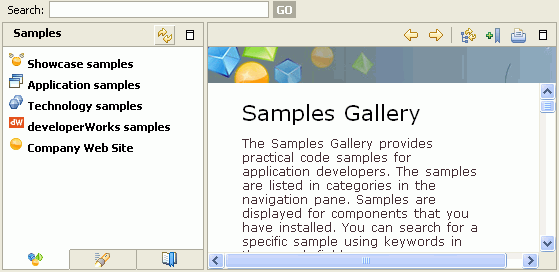 Search: GO
Samples
Showcase samples
Application samples
Technology samples
dW developerWorks samples
Company Web Site
Samples Gallery
The Samples Gallery provides
practical code samples for
application developers. The samples
are listed in categories in the
navigation pane. Samples are
displayed for components that you
have installed. You can search for a
specific sample using keywords in